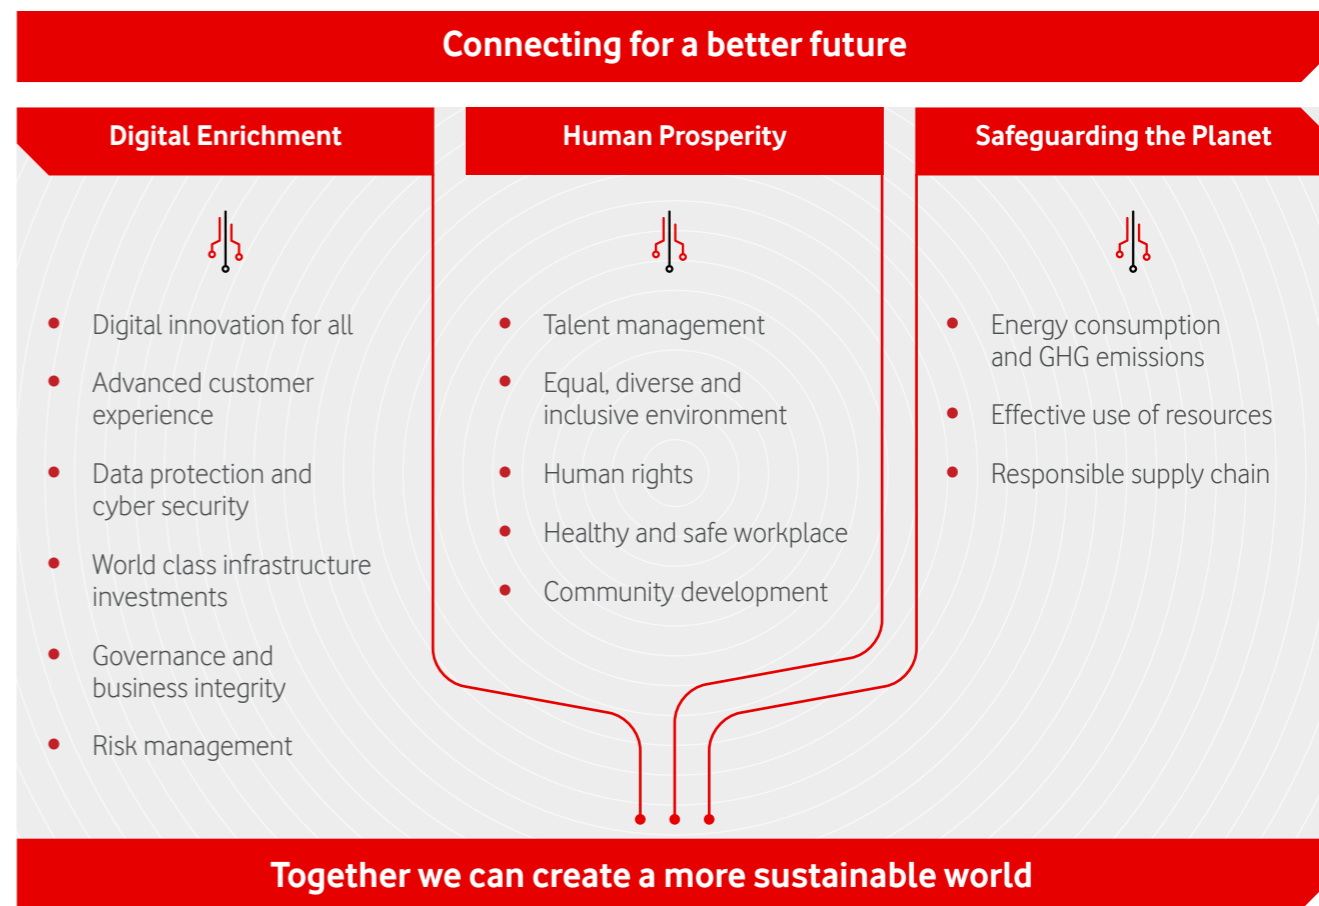 Connecting for a better future
Digital Enrichment
Digital innovation for all
Advanced customer
experience
Data protection and
cyber security
World class infrastructure
investments
Governance and
business integrity
Risk management
Human Prosperity
Talent management
Equal, diverse and
inclusive environment
Human rights
Healthy and safe workplace
Community development
Safeguarding the Planet
Energy consumption
and GHG emissions
Effective use of resources
Responsible supply chain
Together we can create a more sustainable world